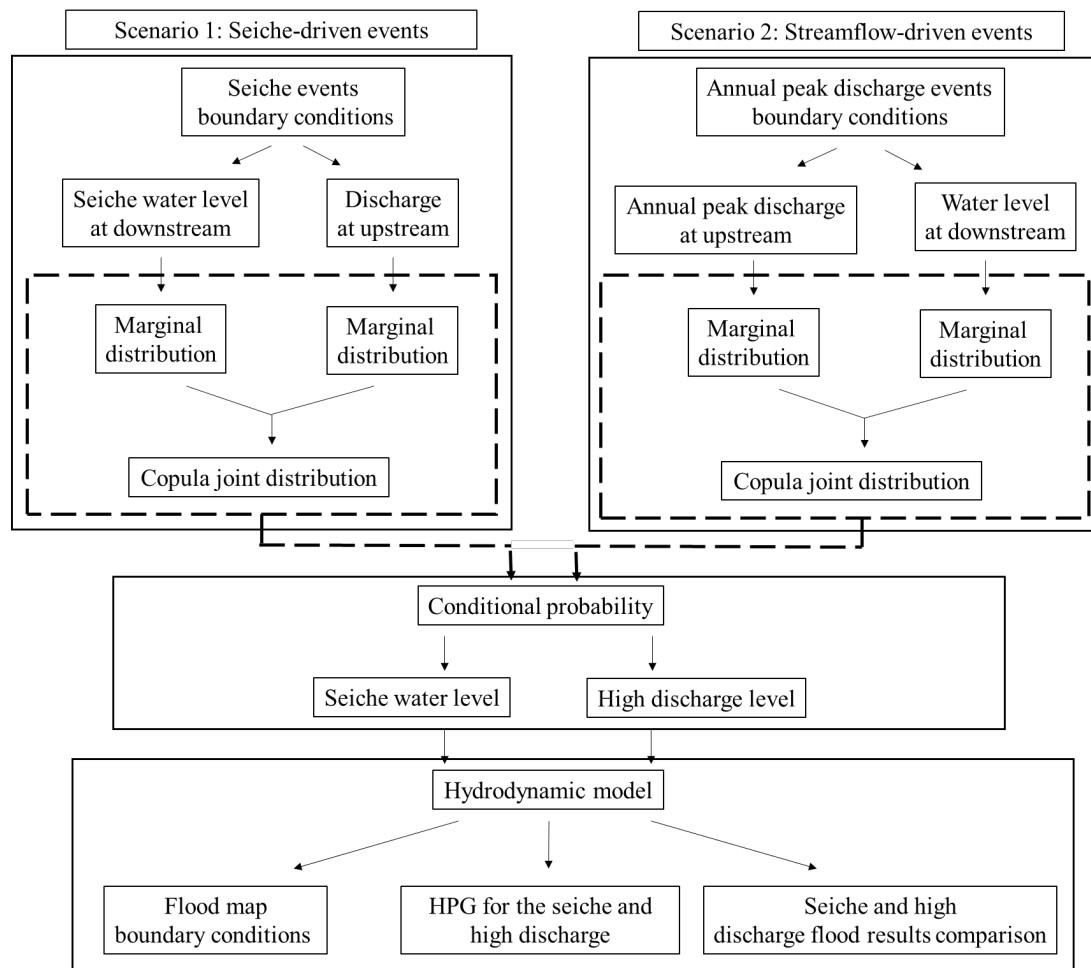 Scenario 1: Seiche-driven events
Scenario 2: Streamflow-driven events
Seiche events
boundary conditions
Seiche water level
at downstream
Discharge
at upstream
Marginal
distribution
Marginal
distribution
Copula joint distribution
Annual peak discharge events
boundary conditions
Annual peak discharge
at upstream
Water level
at downstream
Marginal
distribution
Marginal
distribution
Copula joint distribution
Conditional probability
Seiche water level
High discharge level
Hydrodynamic model
Flood map
boundary conditions
HPG for the seiche and
high discharge
Seiche and high
discharge flood results comparison